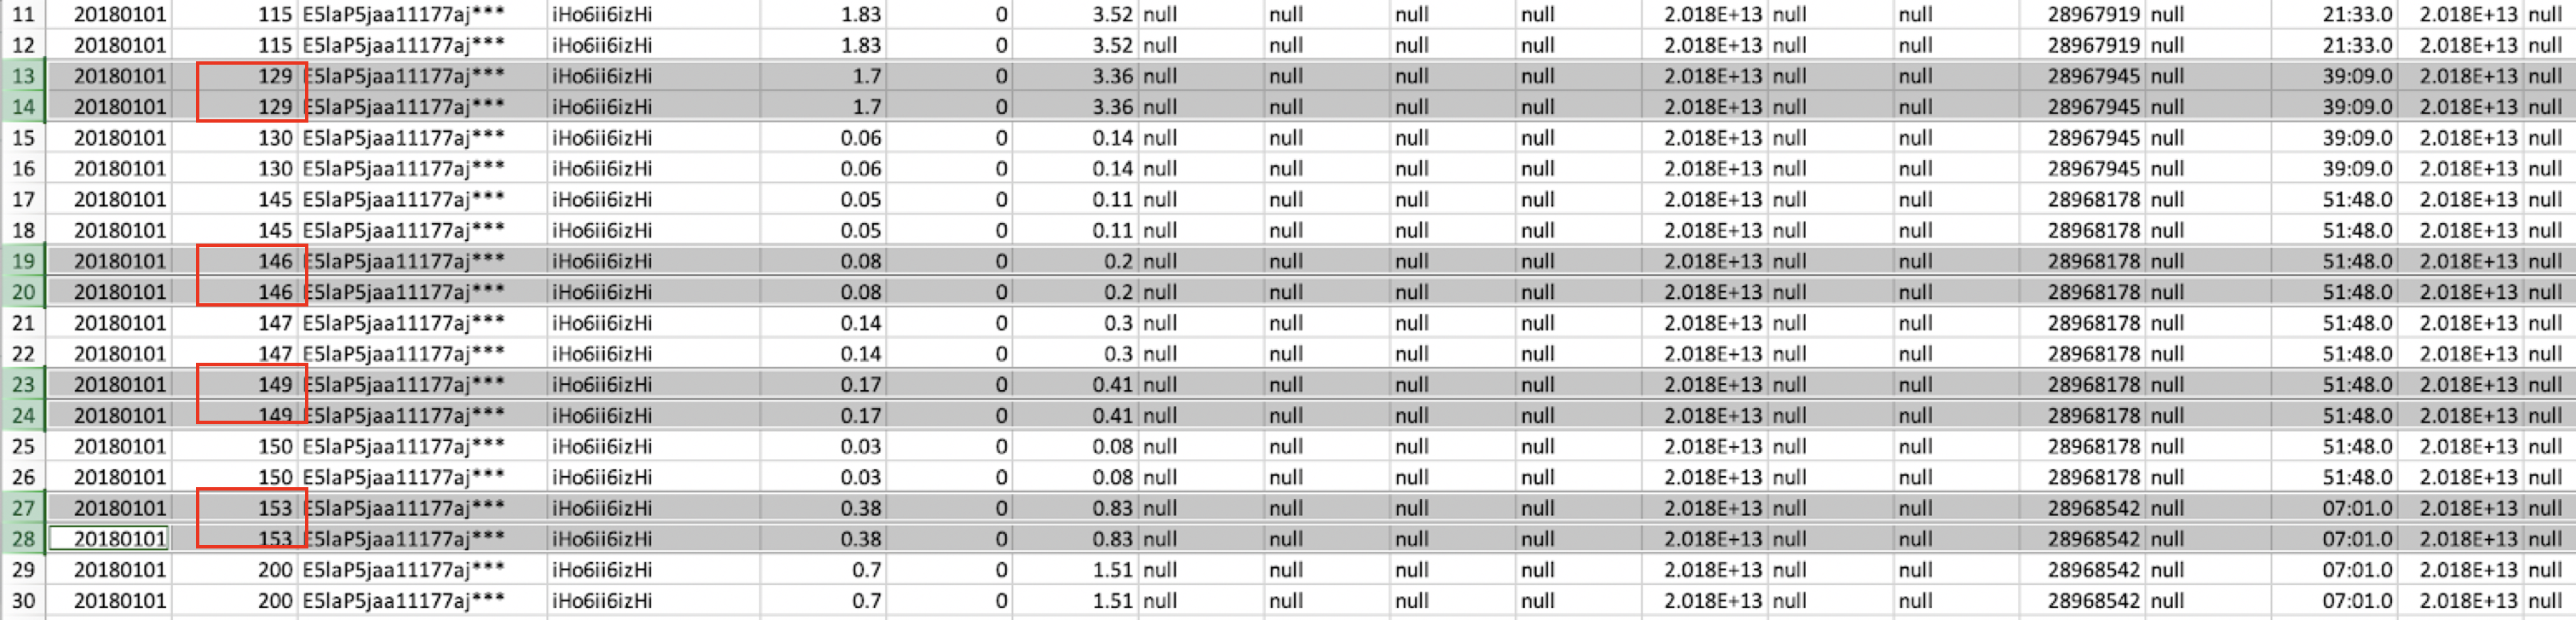 11 20180101 115 E5laP5jaa11177aj*** iHo6ii6izHi 1.83 0 3.52 null null null null 2.018E+13 null null 28967919 null 21:33.0 2.018E+13 null
12 20180101 115 E5laP5jaa11177aj*** iHo6ii6izHi 1.83 0 3.52 null null null null 2.018E+13 null null 28967919 null 21:33.0 2.018E+13 null
13 20180101 129 E5laP5jaa11177aj*** iHo6ii6izHi 1.7 0 3.36 null null null null 2.018E+13 null null 28967945 null 39:09.0 2.018E+13 null
14 20180101 129 E5laP5jaa11177aj*** iHo6ii6izHi 1.7 0 3.36 null null null null 2.018E+13 null null 28967945 null 39:09.0 2.018E+13 null
15 20180101 130 E5laP5jaa11177aj*** iHo6ii6izHi 0.06 0 0.14 null null null null 2.018E+13 null null 28967945 null 39:09.0 2.018E+13 null
16 20180101 130 E5laP5jaa11177aj*** iHo6ii6izHi 0.06 0 0.14 null null null null 2.018E+13 null null 28967945 null 39:09.0 2.018E+13 null
17 20180101 145 E5laP5jaa11177aj*** iHo6ii6izHi 0.05 0 0.11 null null null null 2.018E+13 null null 28968178 null 51:48.0 2.018E+13 null
18 20180101 145 E5laP5jaa11177aj*** iHo6ii6izHi 0.05 0 0.11 null null null null 2.018E+13 null null 28968178 null 51:48.0 2.018E+13 null
19 20180101 146 E5laP5jaa11177aj*** iHo6ii6izHi 0.08 0 0.2 null null null null 2.018E+13 null null 28968178 null 51:48.0 2.018E+13 null
20 20180101 146 E5laP5jaa11177aj*** iHo6ii6izHi 0.08 0 0.2 null null null null 2.018E+13 null null 28968178 null 51:48.0 2.018E+13 null
21 20180101 147 E5laP5jaa11177aj*** iHo6ii6izHi 0.14 0 0.3 null null null null 2.018E+13 null null 28968178 null 51:48.0 2.018E+13 null
22 20180101 147 E5laP5jaa11177aj*** iHo6ii6izHi 0.14 0 0.3 null null null null 2.018E+13 null null 28968178 null 51:48.0 2.018E+13 null
23 20180101 149 E5laP5jaa11177aj*** iHo6ii6izHi 0.17 0 0.41 null null null null 2.018E+13 null null 28968178 null 51:48.0 2.018E+13 null
24 20180101 149 E5laP5jaa11177aj*** iHo6ii6izHi 0.17 0 0.41 null null null null 2.018E+13 null null 28968178 null 51:48.0 2.018E+13 null
25 20180101 150 E5laP5jaa11177aj*** iHo6ii6izHi 0.03 0 0.08 null null null null 2.018E+13 null null 28968178 null 51:48.0 2.018E+13 null
26 20180101 150 E5laP5jaa11177aj*** iHo6ii6izHi 0.03 0 0.08 null null null null 2.018E+13 null null 28968178 null 51:48.0 2.018E+13 null
27 20180101 153 E5laP5jaa11177aj*** iHo6ii6izHi 0.38 0 0.83 null null null null 2.018E+13 null null 28968542 null 07:01.0 2.018E+13 null
28 20180101 153 E5laP5jaa11177aj*** iHo6ii6izHi 0.38 0 0.83 null null null null 2.018E+13 null null 28968542 null 07:01.0 2.018E+13 null
29 20180101 200 E5laP5jaa11177aj*** iHo6ii6izHi 0.7 0 1.51 null null null null 2.018E+13 null null 28968542 null 07:01.0 2.018E+13 null
30 20180101 200 E5laP5jaa11177aj*** iHo6ii6izHi 0.7 0 1.51 null null null null 2.018E+13 null null 28968542 null 07:01.0 2.018E+13 null